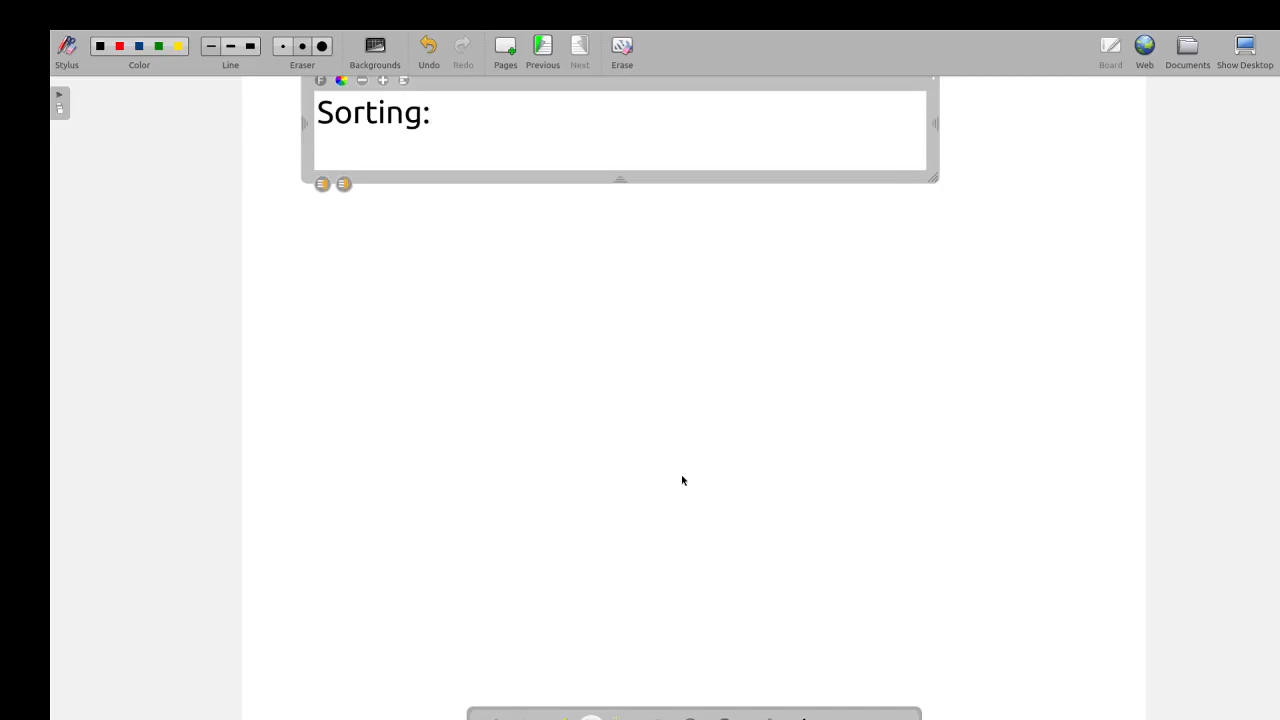 Stylus
Color
Line
Eraser
Backgrounds
Undo
Redo
Pages
Previous
Next
Erase
Board
Web
Documents
Show Desktop
Sorting: